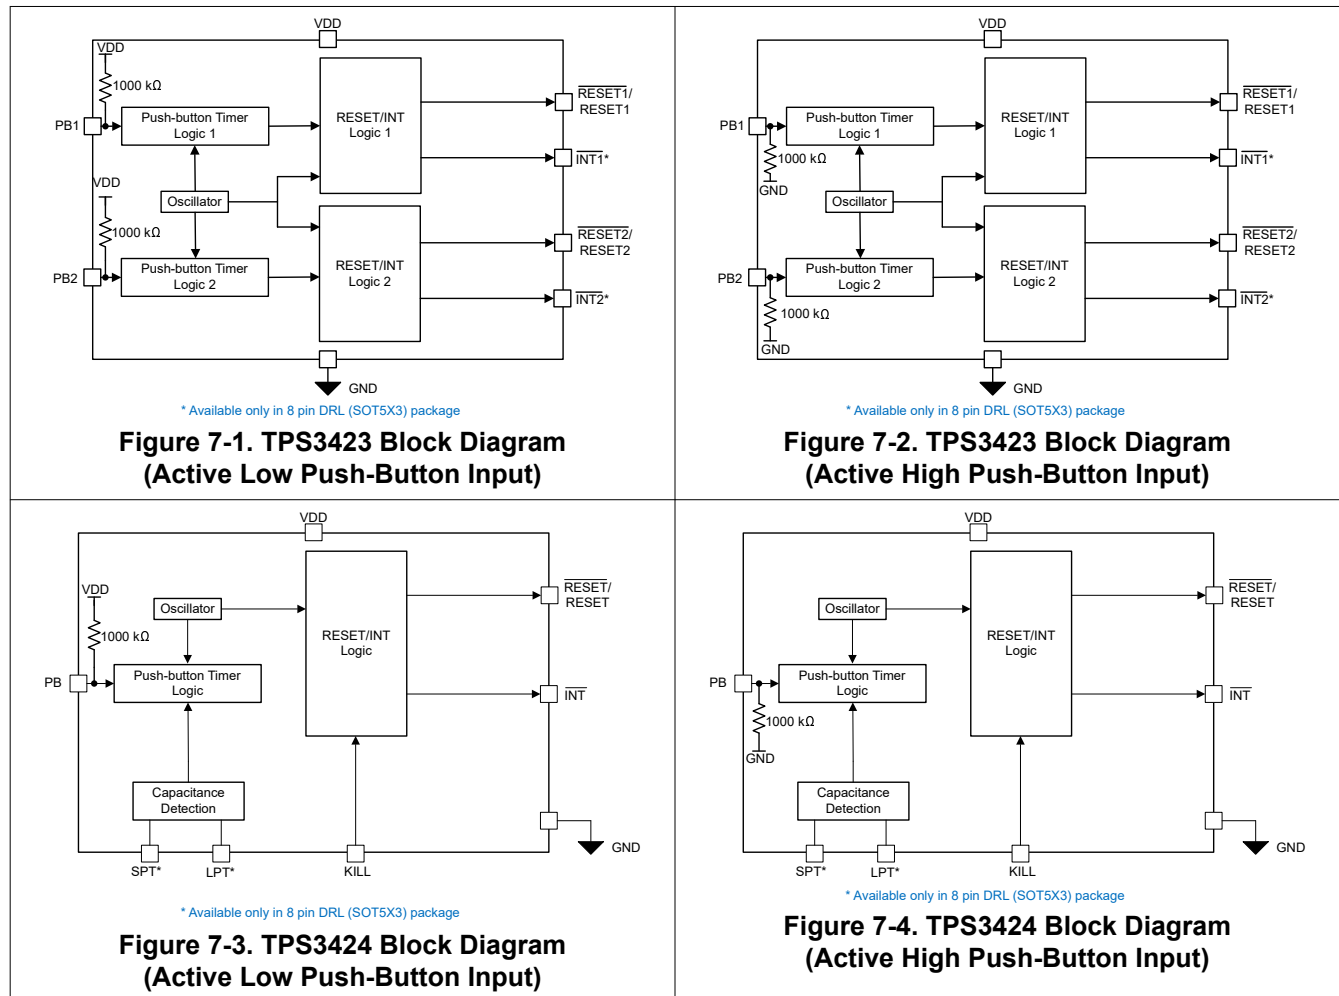 VDD
VDD
1000 kΩ
PB1
Push-button Timer
Logic 1
RESET/INT
Logic 1
RESET1/
RESET1
INT1*
VDD
Oscillator
1000 kΩ
PB2
Push-button Timer
Logic 2
RESET/INT
Logic 2
RESET2/
RESET2
INT2*
GND
* Available only in 8 pin DRL (SOT5X3) package
Figure 7-1. TPS3423 Block Diagram
(Active Low Push-Button Input)
VDD
PB1
Push-button Timer
Logic 1
1000 kΩ
GND
RESET/INT
Logic 1
RESET1/
RESET1
INT1*
Oscillator
PB2
Push-button Timer
Logic 2
1000 kΩ
GND
RESET/INT
Logic 2
RESET2/
RESET2
INT2*
GND
* Available only in 8 pin DRL (SOT5X3) package
Figure 7-2. TPS3423 Block Diagram
(Active High Push-Button Input)
VDD
VDD
1000 kΩ
Oscillator
PB
Push-button Timer
Logic
RESET/INT
Logic
RESET/
RESET
INT
Capacitance
Detection
GND
SPT*
LPT*
KILL
* Available only in 8 pin DRL (SOT5X3) package
Figure 7-3. TPS3424 Block Diagram
(Active Low Push-Button Input)
VDD
Oscillator
PB
Push-button Timer
Logic
1000 kΩ
GND
RESET/INT
Logic
RESET/
RESET
INT
Capacitance
Detection
GND
SPT*
LPT*
KILL
* Available only in 8 pin DRL (SOT5X3) package
Figure 7-4. TPS3424 Block Diagram
(Active High Push-Button Input)